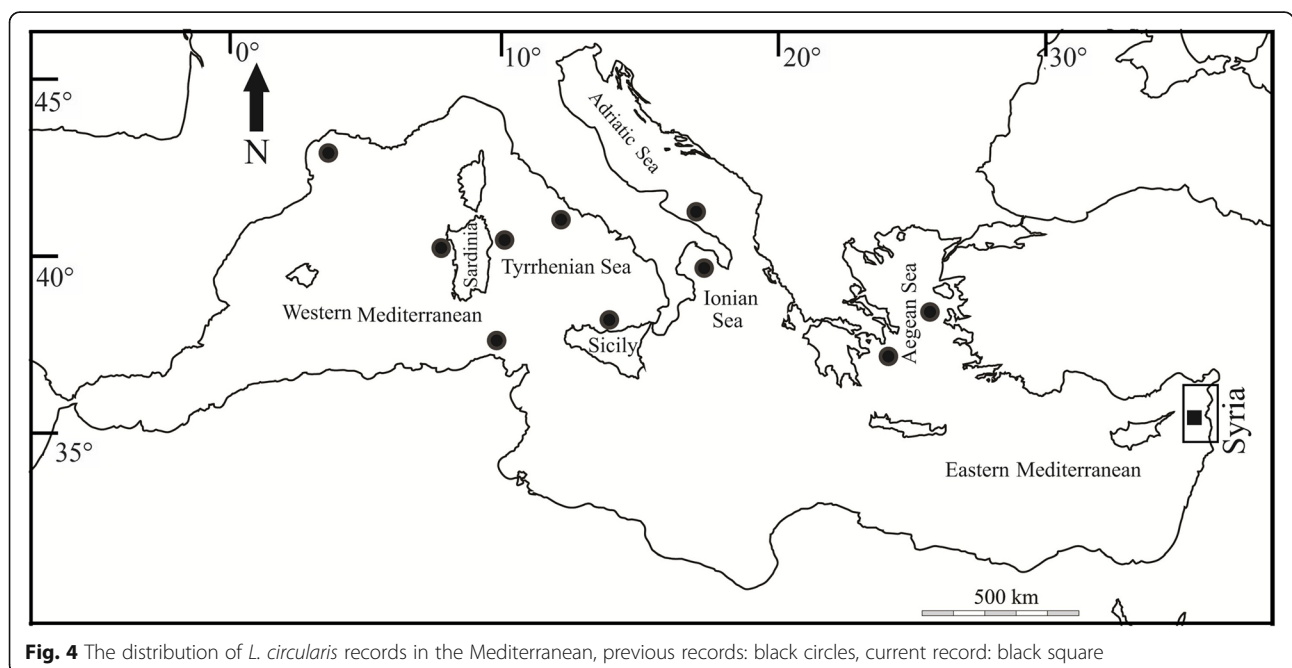 0° 10° 20° 30°
45°
N
Adriatic Sea
40°
Sardinia
Tyrrhenian Sea
Western Mediterranean
Ionian
Sea
Aegean Sea
Sicily
35°
Syria
Eastern Mediterranean
500 km
Fig. 4 The distribution of L. circularis records in the Mediterranean, previous records: black circles, current record: black square